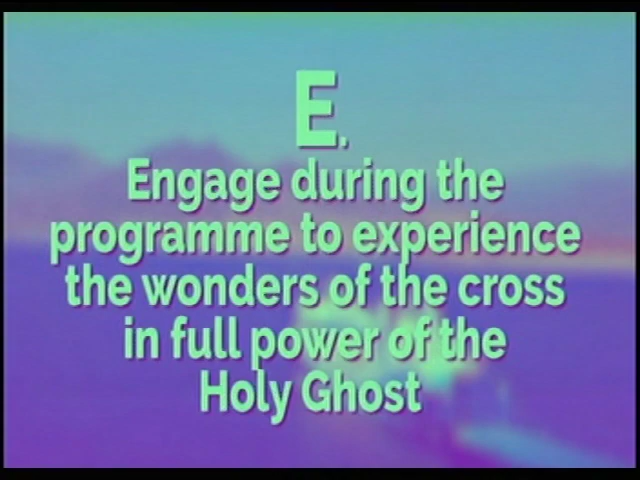 E.
Engage during the
programme to experience
the wonders of the cross
in full power of the
Holy Ghost